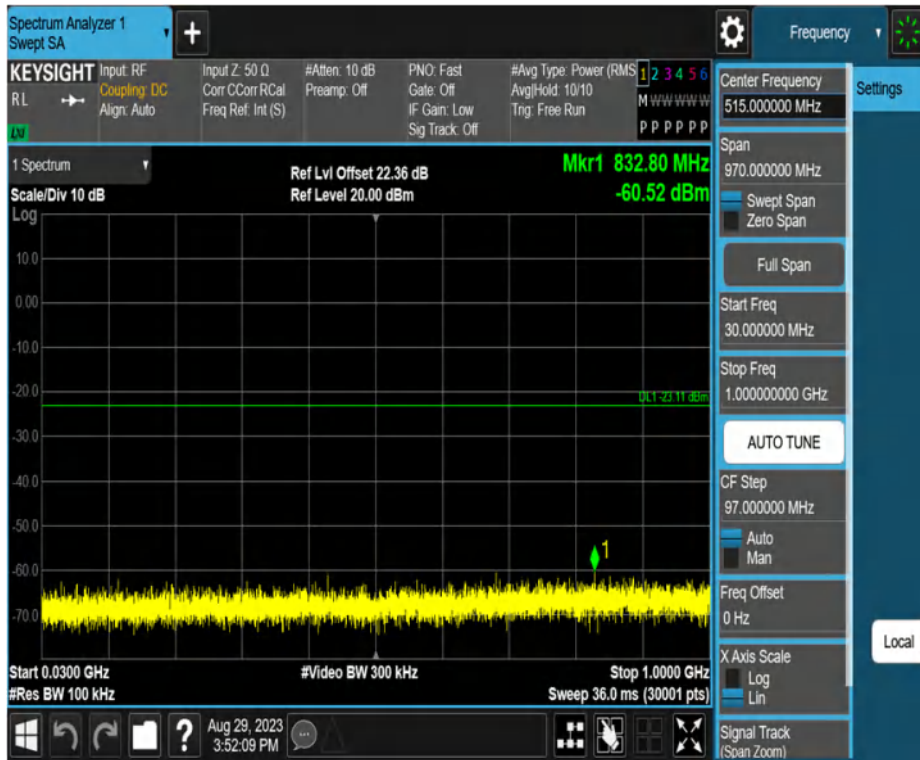 Spectrum Analyzer 1
Swept SA
+
Frequency
KEYSIGHT
RL
LXI
Input: RF
Coupling: DC
Align: Auto
Input Z: 50 Ω
Corr CCorr RCal
Freq Ref: Int (S)
#Atten: 10 dB
Preamp: Off
PNO: Fast
Gate: Off
IF Gain: Low
Sig Track: Off
#Avg Type: Power (RMS
Avg|Hold: 10/10
Trig: Free Run
1 2 3 4 5 6
M W W W W W
P P P P P P
1 Spectrum
Scale/Div 10 dB
Log
Ref Lvl Offset 22.36 dB
Ref Level 20.00 dBm
Mkr1 832.80 MHz
-60.52 dBm
10.0
0.00
-10.0
-20.0
-30.0
-40.0
-50.0
-60.0
-70.0
DL1 -23.11 dBm
1
Start 0.0300 GHz
#Res BW 100 kHz
#Video BW 300 kHz
Stop 1.0000 GHz
Sweep 36.0 ms (30001 pts)
?
Aug 29, 2023
3:52:09 PM
Center Frequency
515.000000 MHz
Span
970.000000 MHz
Swept Span
Zero Span
Full Span
Start Freq
30.000000 MHz
Stop Freq
1.000000000 GHz
AUTO TUNE
CF Step
97.000000 MHz
Auto
Man
Freq Offset
0 Hz
X Axis Scale
Log
Lin
Signal Track
(Span Zoom)
Settings
Local